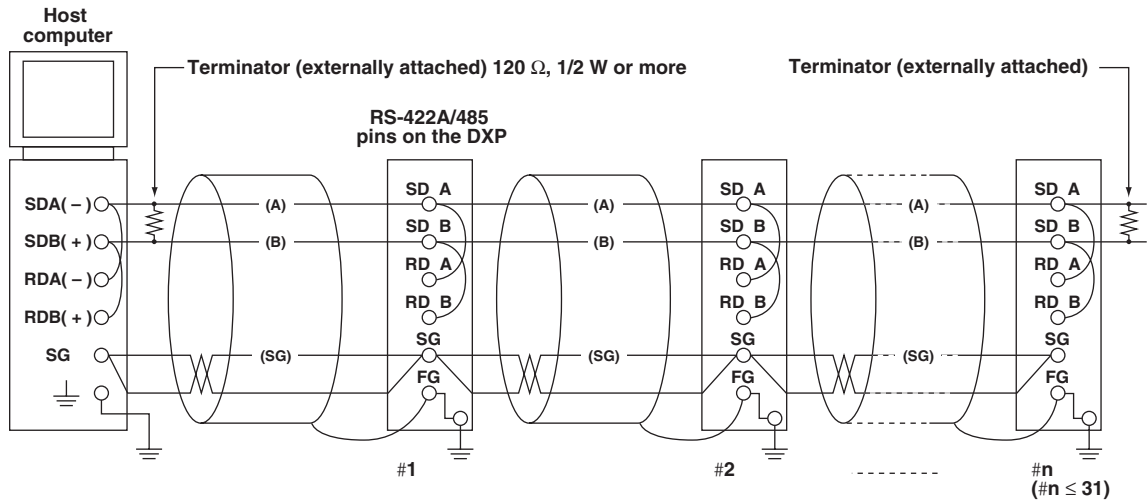 Host
computer
Terminator (externally attached) 120 Ω, 1/2 W or more
Terminator (externally attached)
RS-422A/485
pins on the DXP
SDA( − )
SDB( + )
RDA( − )
RDB( + )
SG
(A)
(B)
(SG)
SD A
SD B
RD A
RD B
SG
FG
#1
(A)
(B)
(SG)
SD A
SD B
RD A
RD B
SG
FG
#2
(A)
(B)
(SG)
SD A
SD B
RD A
RD B
SG
FG
#n
(#n ≤ 31)